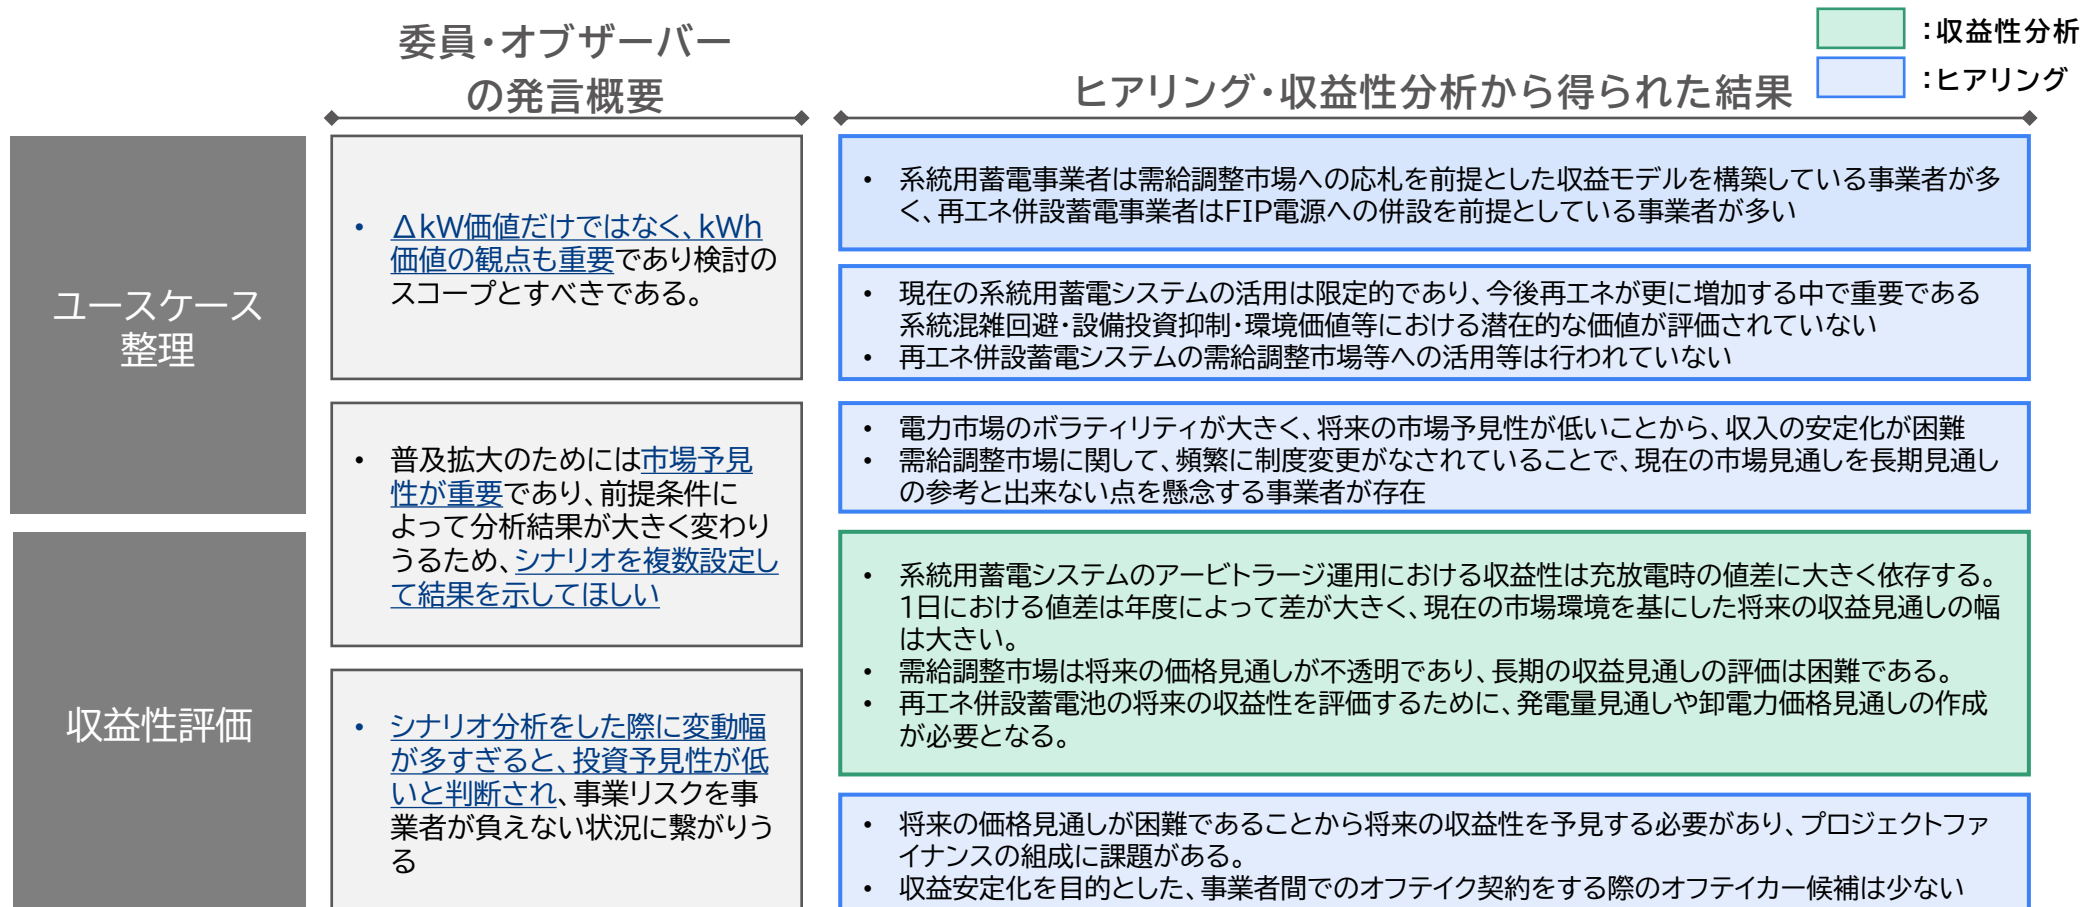 委員・オブザーバー
の発言概要
ヒアリング・収益性分析から得られた結果
：収益性分析
：ヒアリング
ユースケース
整理
• ΔkW価値だけではなく、kWh
価値の観点も重要であり検討の
スコープとすべきである。
• 系統用蓄電事業者は需給調整市場への応札を前提とした収益モデルを構築している事業者が多
く、再エネ併設蓄電事業者はFIP電源への併設を前提としている事業者が多い
• 現在の系統用蓄電システムの活用は限定的であり、今後再エネが更に増加する中で重要である
系統混雑回避・設備投資抑制・環境価値等における潜在的な価値が評価されていない
• 再エネ併設蓄電システムの需給調整市場等への活用等は行われていない
• 普及拡大のためには市場予見
性が重要であり、前提条件に
よって分析結果が大きく変わり
うるため、シナリオを複数設定し
て結果を示してほしい
• 電力市場のボラティリティが大きく、将来の市場予見性が低いことから、収入の安定化が困難
• 需給調整市場に関して、頻繁に制度変更がなされていることで、現在の市場見通しを長期見通し
の参考と出来ない点を懸念する事業者が存在
収益性評価
• 系統用蓄電システムのアービトラージ運用における収益性は充放電時の値差に大きく依存する。
1日における値差は年度によって差が大きく、現在の市場環境を基にした将来の収益見通しの幅
は大きい。
• 需給調整市場は将来の価格見通しが不透明であり、長期の収益見通しの評価は困難である。
• 再エネ併設蓄電池の将来の収益性を評価するために、発電量見通しや卸電力価格見通しの作成
が必要となる。
• シナリオ分析をした際に変動幅
が多すぎると、投資予見性が低
いと判断され、事業リスクを事
業者が負えない状況に繋がりう
る
• 将来の価格見通しが困難であることから将来の収益性を予見する必要があり、プロジェクトファ
イナンスの組成に課題がある。
• 収益安定化を目的とした、事業者間でのオフテイク契約をする際のオフテイカー候補は少ない